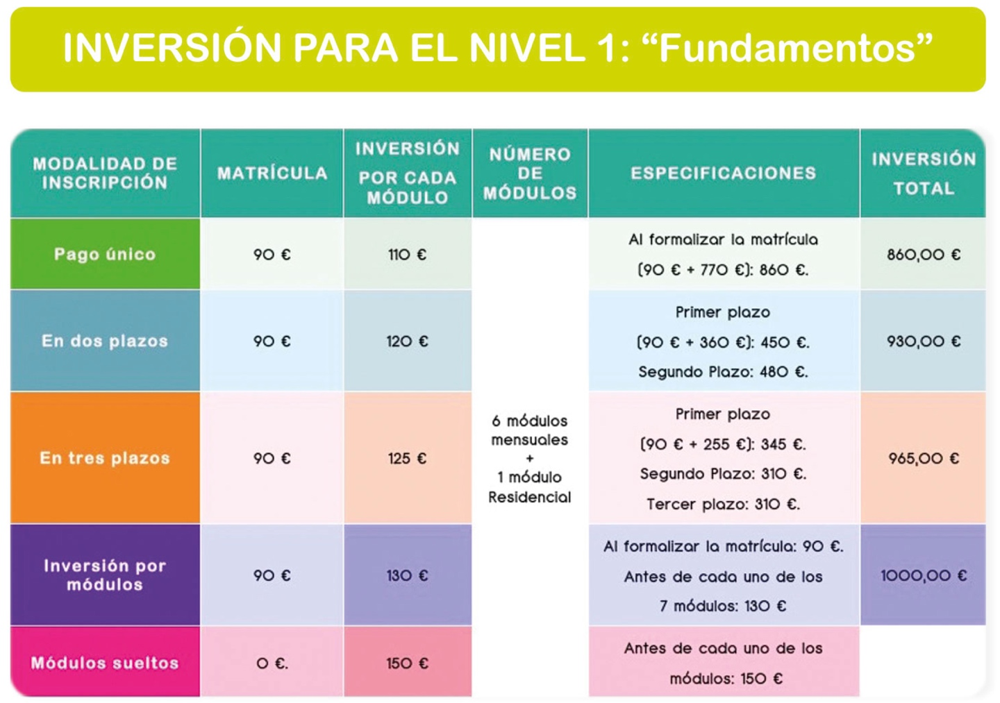 INVERSIÓN PARA EL NIVEL 1: “Fundamentos”
MODALIDAD DE
INSCRIPCIÓN
MATRÍCULA
INVERSIÓN
POR CADA
MÓDULO
NÚMERO
DE
MÓDULOS
ESPECIFICACIONES
INVERSIÓN
TOTAL
Pago único
90 €
110 €
Al formalizar la matrícula
(90 € + 770 €): 860 €.
860,00 €
En dos plazos
90 €
120 €
Primer plazo
(90 € + 360 €): 450 €.
Segundo Plazo: 480 €.
930,00 €
En tres plazos
90 €
125 €
6 módulos
mensuales
+
1 módulo
Residencial
Primer plazo
(90 € + 255 €): 345 €.
Segundo Plazo: 310 €.
Tercer plazo: 310 €.
965,00 €
Inversión por
módulos
90 €
130 €
Al formalizar la matrícula: 90 €.
Antes de cada uno de los
7 módulos: 130 €
1000,00 €
Módulos sueltos
0 €.
150 €
Antes de cada uno de los
módulos: 150 €